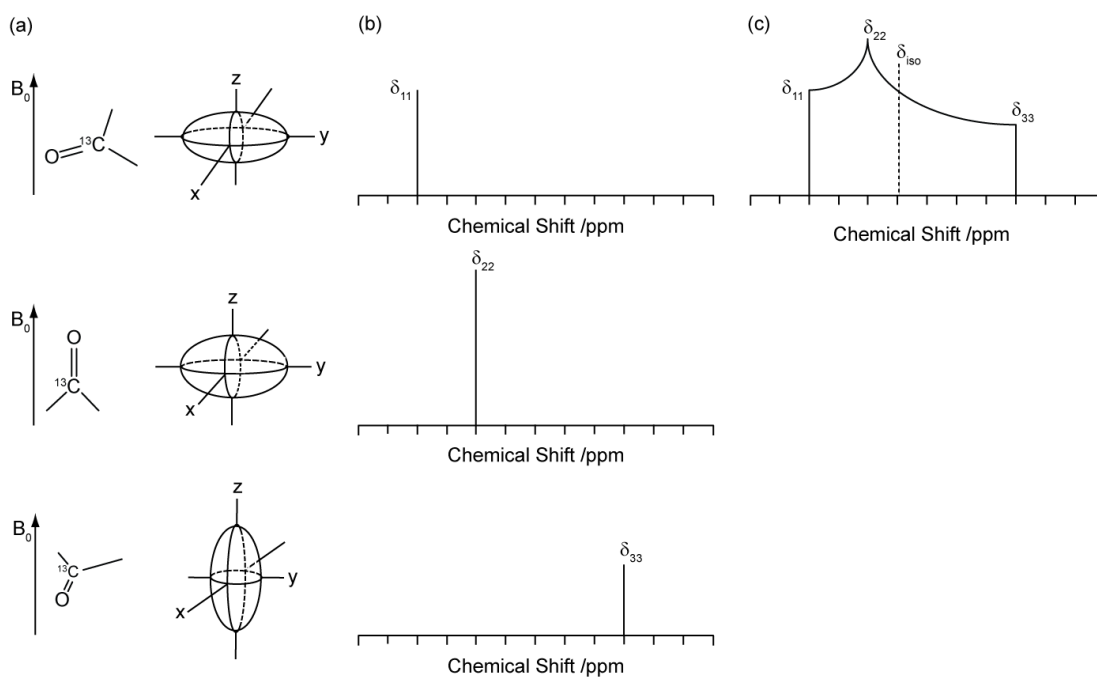 (a)
(b)
(c)
B₀
¹³C
O
z
y
x
δ₁₁
Chemical Shift /ppm
δ₁₁
δ₂₂
δiso
δ₃₃
Chemical Shift /ppm
B₀
O
¹³C
z
y
x
δ₂₂
Chemical Shift /ppm
B₀
¹³C
O
z
y
x
δ₃₃
Chemical Shift /ppm